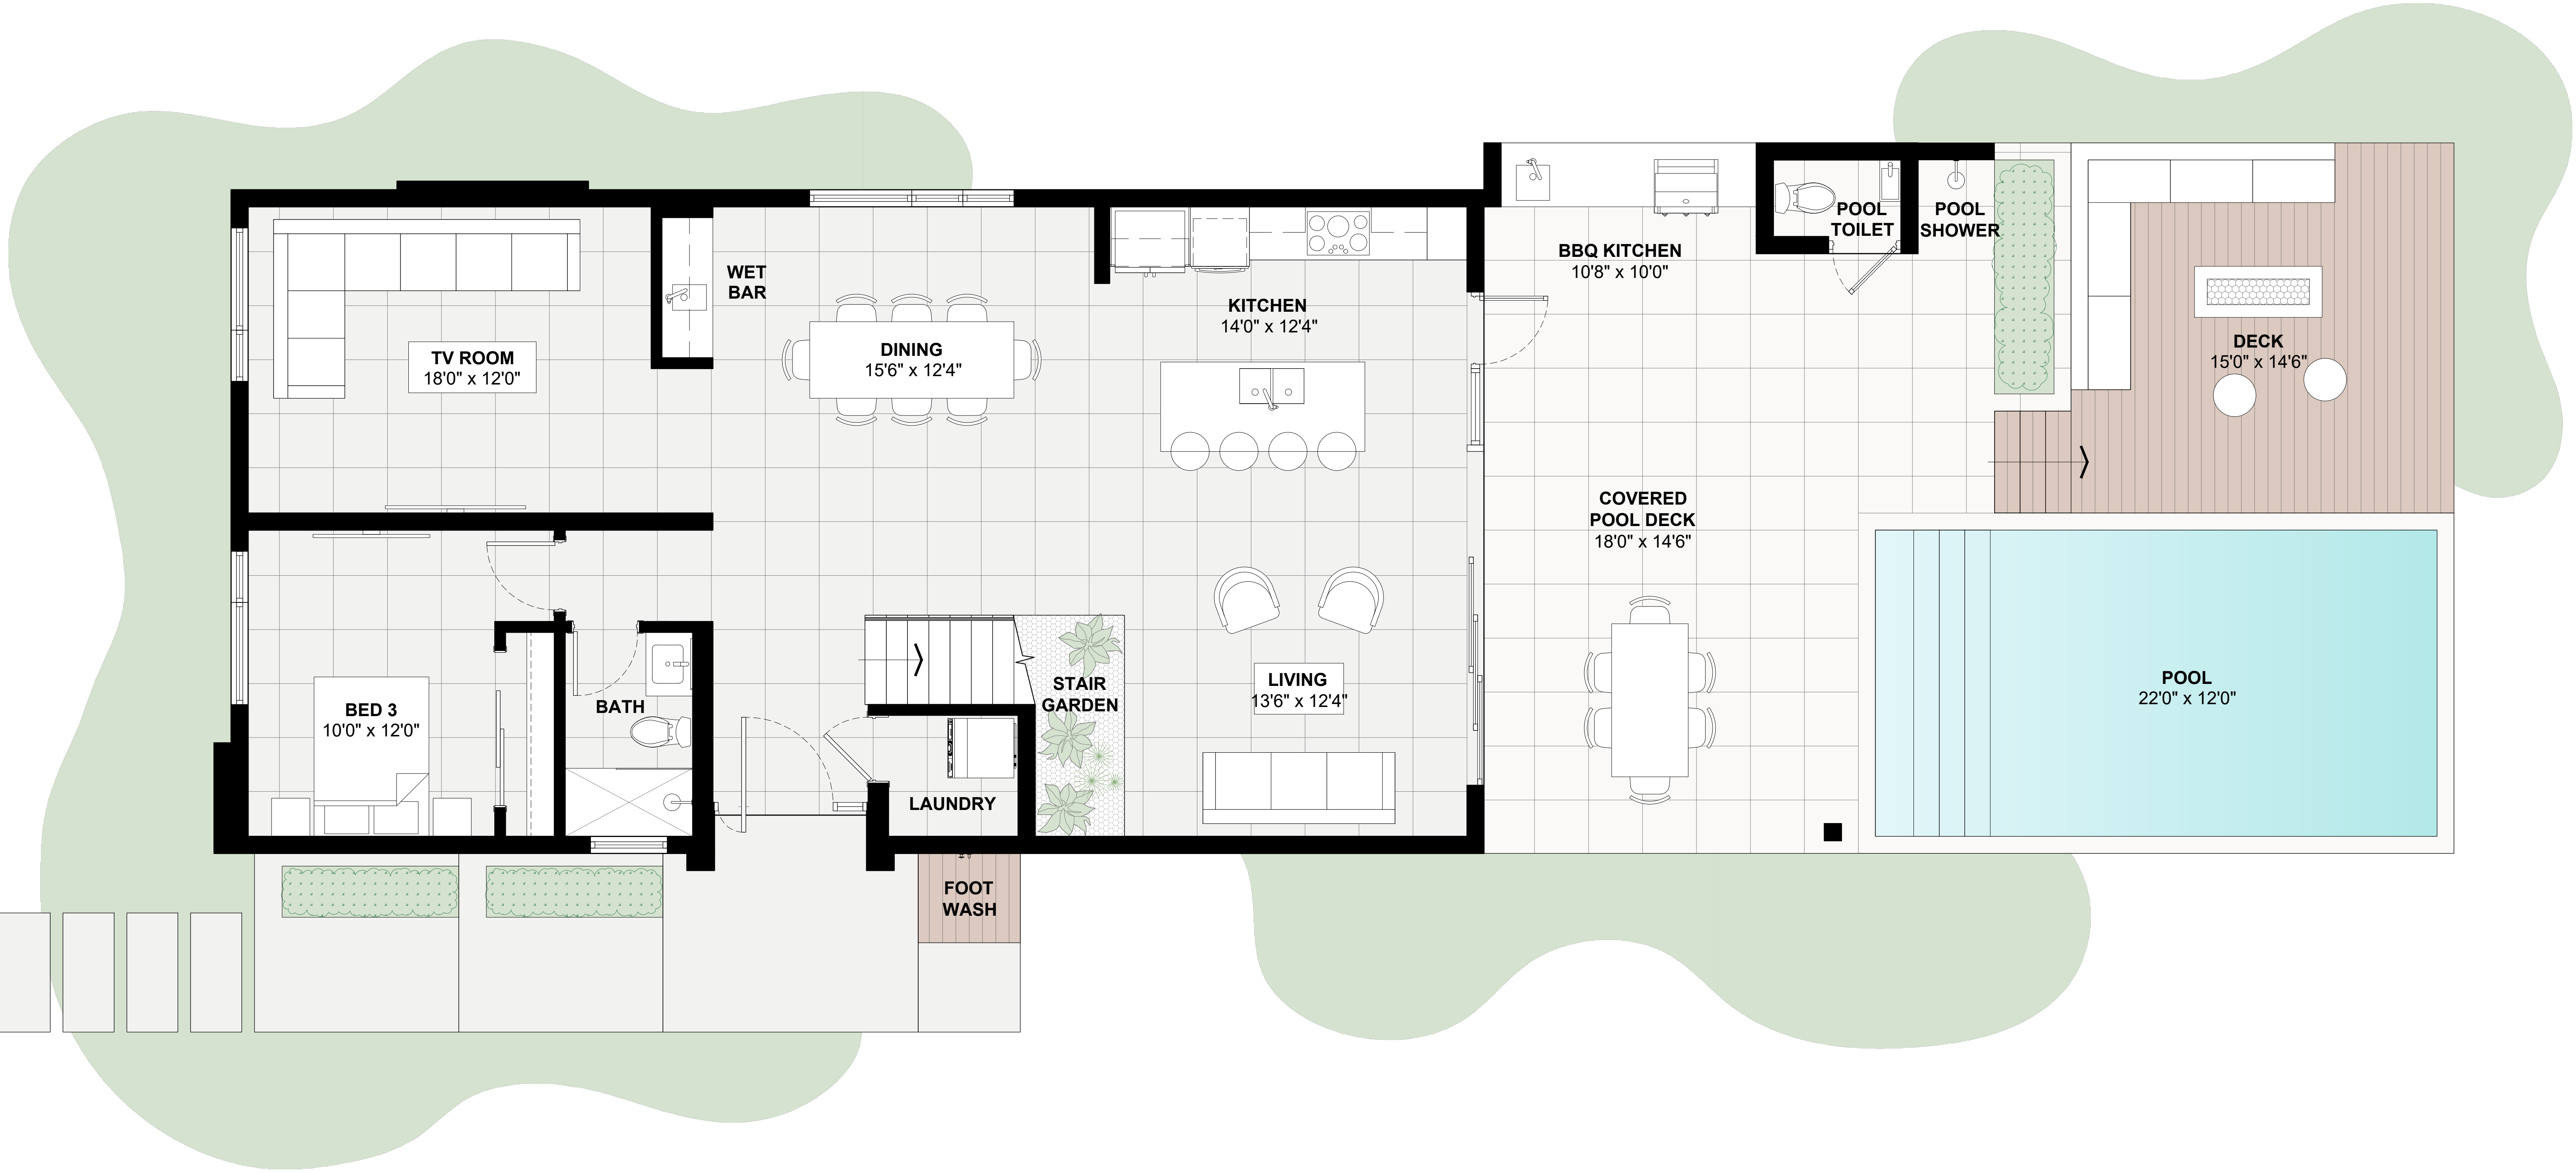 WET
BAR
TV ROOM
18'0" x 12'0"
DINING
15'6" x 12'4"
KITCHEN
14'0" x 12'4"
BBQ KITCHEN
10'8" x 10'0"
POOL
TOILET
POOL
SHOWER
DECK
15'0" x 14'6"
COVERED
POOL DECK
18'0" x 14'6"
BED 3
10'0" x 12'0"
BATH
STAIR
GARDEN
LAUNDRY
LIVING
13'6" x 12'4"
POOL
22'0" x 12'0"
FOOT
WASH